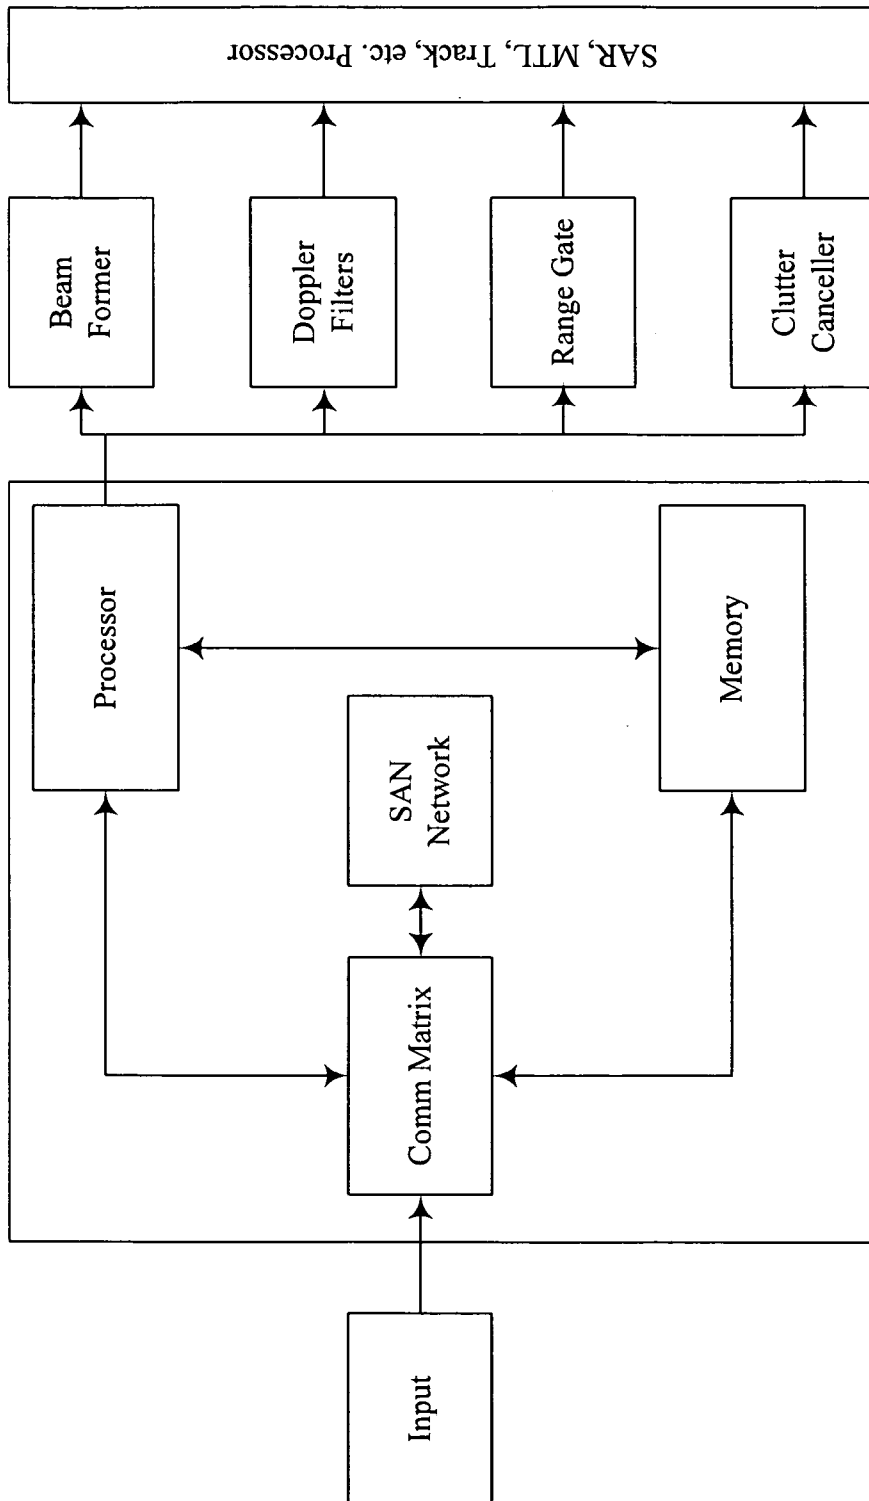 Input
Comm Matrix
SAN
Network
Processor
Memory
Beam
Former
Doppler
Filters
Range Gate
Clutter
Canceller
SAR, MTL, Track, etc. Processor